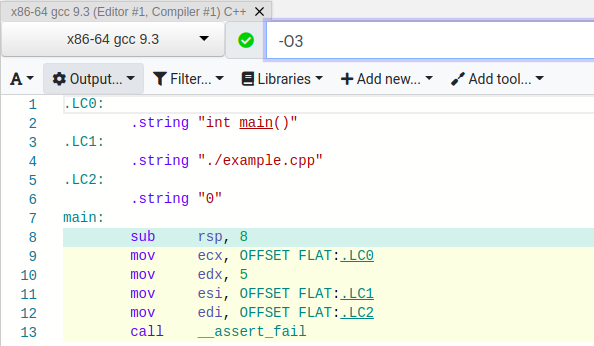 x86-64 gcc 9.3 (Editor #1, Compiler #1) C++ ×
x86-64 gcc 9.3 -O3
A Output... Filter... Libraries Add new... Add tool...
1 .LC0:
2 .string "int main()"
3 .LC1:
4 .string "./example.cpp"
5 .LC2:
6 .string "0"
7 main:
8 sub rsp, 8
9 mov ecx, OFFSET FLAT:.LC0
10 mov edx, 5
11 mov esi, OFFSET FLAT:.LC1
12 mov edi, OFFSET FLAT:.LC2
13 call __assert_fail